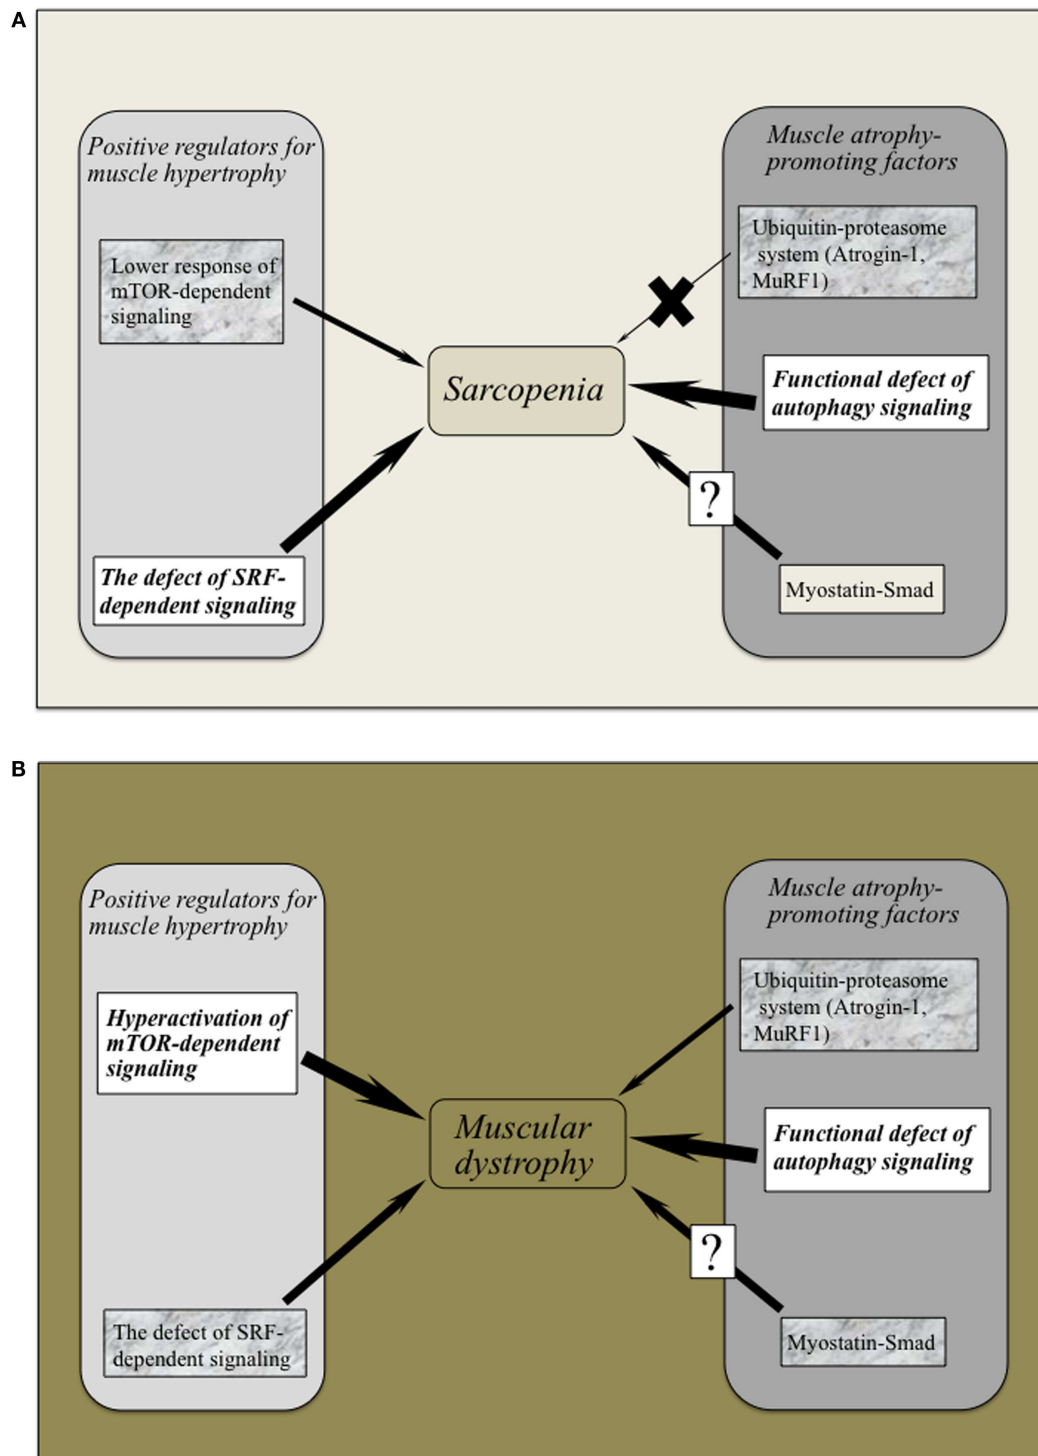 A
Positive regulators for
muscle hypertrophy
Lower response of
mTOR-dependent
signaling
The defect of SRF-
dependent signaling
Sarcopenia
Muscle atrophy-
promoting factors
Ubiquitin-proteasome
system (Atrogin-1,
MuRF1)
Functional defect of
autophagy signaling
?
Myostatin-Smad
B
Positive regulators for
muscle hypertrophy
Hyperactivation of
mTOR-dependent
signaling
The defect of SRF-
dependent signaling
Muscular
dystrophy
Muscle atrophy-
promoting factors
Ubiquitin-proteasome
system (Atrogin-1,
MuRF1)
Functional defect of
autophagy signaling
?
Myostatin-Smad